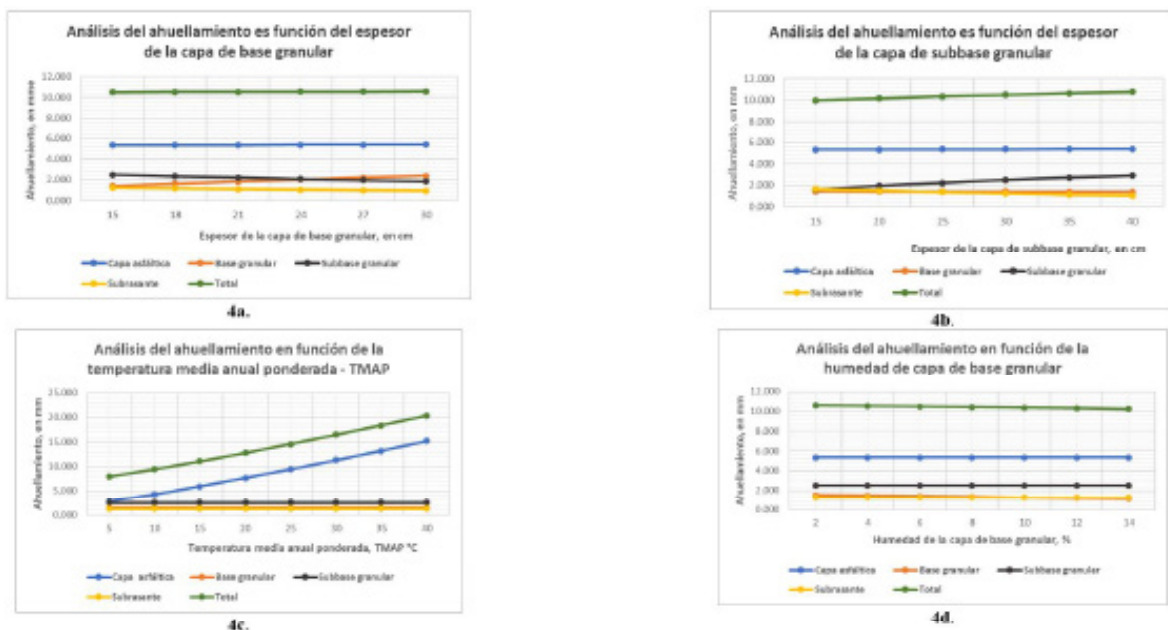 Análisis del ahuellamiento es función del espesor
de la capa de base granular
Ahuellamiento, en mm
12.000
10.000
8.000
6.000
4.000
2.000
0.000
15 18 21 24 27 30
Espesor de la capa de base granular, en cm
Capa asfáltica Base granular Subbase granular
Subrasante Total
4a.
Análisis del ahuellamiento es función del espesor
de la capa de subbase granular
Ahuellamiento, en mm
12.000
10.000
8.000
6.000
4.000
2.000
0.000
15 20 25 30 35 40
Espesor de la capa de subbase granular, en cm
Capa asfáltica Base granular Subbase granular
Subrasante Total
4b.
Análisis del ahuellamiento en función de la
temperatura media anual ponderada - TMAP
Ahuellamiento, en mm
25.000
20.000
15.000
10.000
5.000
0.000
5 10 15 20 25 30 35 40
Temperatura media anual ponderada, TMAP °C
Capa asfáltica Base granular Subbase granular
Subrasante Total
4c.
Análisis del ahuellamiento en función de la
humedad de capa de base granular
Ahuellamiento, en mm
12.000
10.000
8.000
6.000
4.000
2.000
0.000
2 4 6 8 10 12 14
Humedad de la capa de base granular, %
Capa asfáltica Base granular Subbase granular
Subrasante Total
4d.